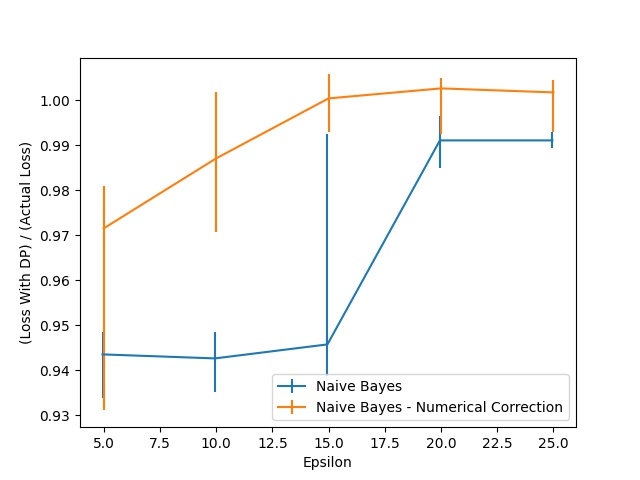 1.00
0.99
0.98
0.97
0.96
0.95
0.94
0.93
(Loss With DP) / (Actual Loss)
Naive Bayes
Naive Bayes - Numerical Correction
5.0 7.5 10.0 12.5 15.0 17.5 20.0 22.5 25.0
Epsilon